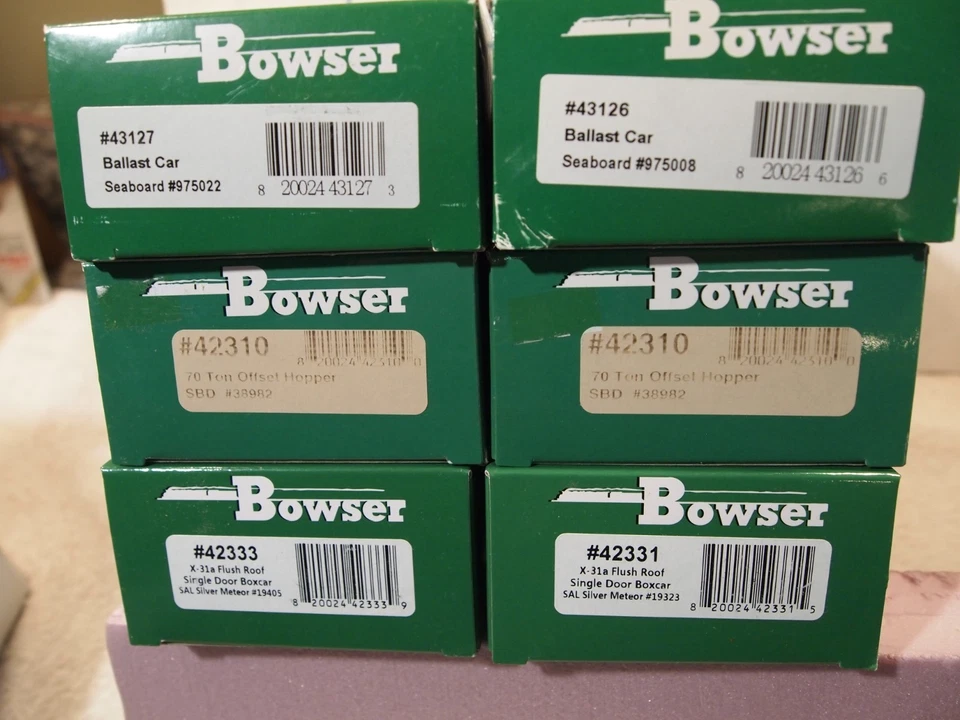 Bowser
#43127
Ballast Car
Seaboard #975022
8 20024 43127 3
Bowser
#43126
Ballast Car
Seaboard #975008
8 20024 43126 6
Bowser
#42310
8 20024 42310 0
70 Ton Offset Hopper
SBD #38982
Bowser
#42310
8 20024 42310 0
70 Ton Offset Hopper
SBD #38982
Bowser
#42333
X-31a Flush Roof
Single Door Boxcar
SAL Silver Meteor #19405
8 20024 42333 9
Bowser
#42331
X-31a Flush Roof
Single Door Boxcar
SAL Silver Meteor #19323
8 20024 42331 5